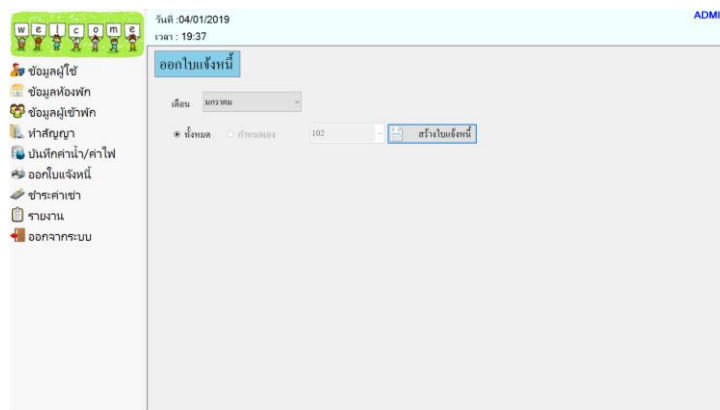 welcome
วันที่ :04/01/2019
ADMI
เวลา : 19:37
ออกใบแจ้งหนี้
ข้อมูลผู้ใช้
ข้อมูลห้องพัก
ข้อมูลผู้เข้าพัก
ทำสัญญา
บันทึกค่าน้ำ/ค่าไฟ
ออกใบแจ้งหนี้
ชำระค่าเช่า
รายงาน
ออกจากระบบ
เดือน มกราคม
ทั้งหมด กำหนดเอง 102 สร้างใบแจ้งหนี้